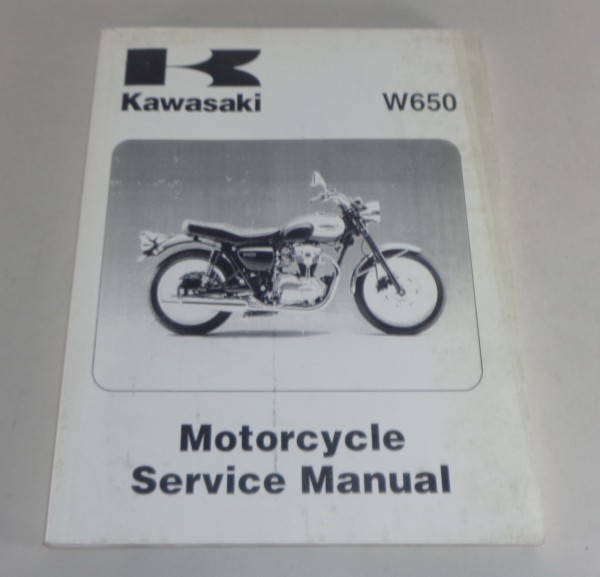 Kawasaki W650
Motorcycle
Service Manual